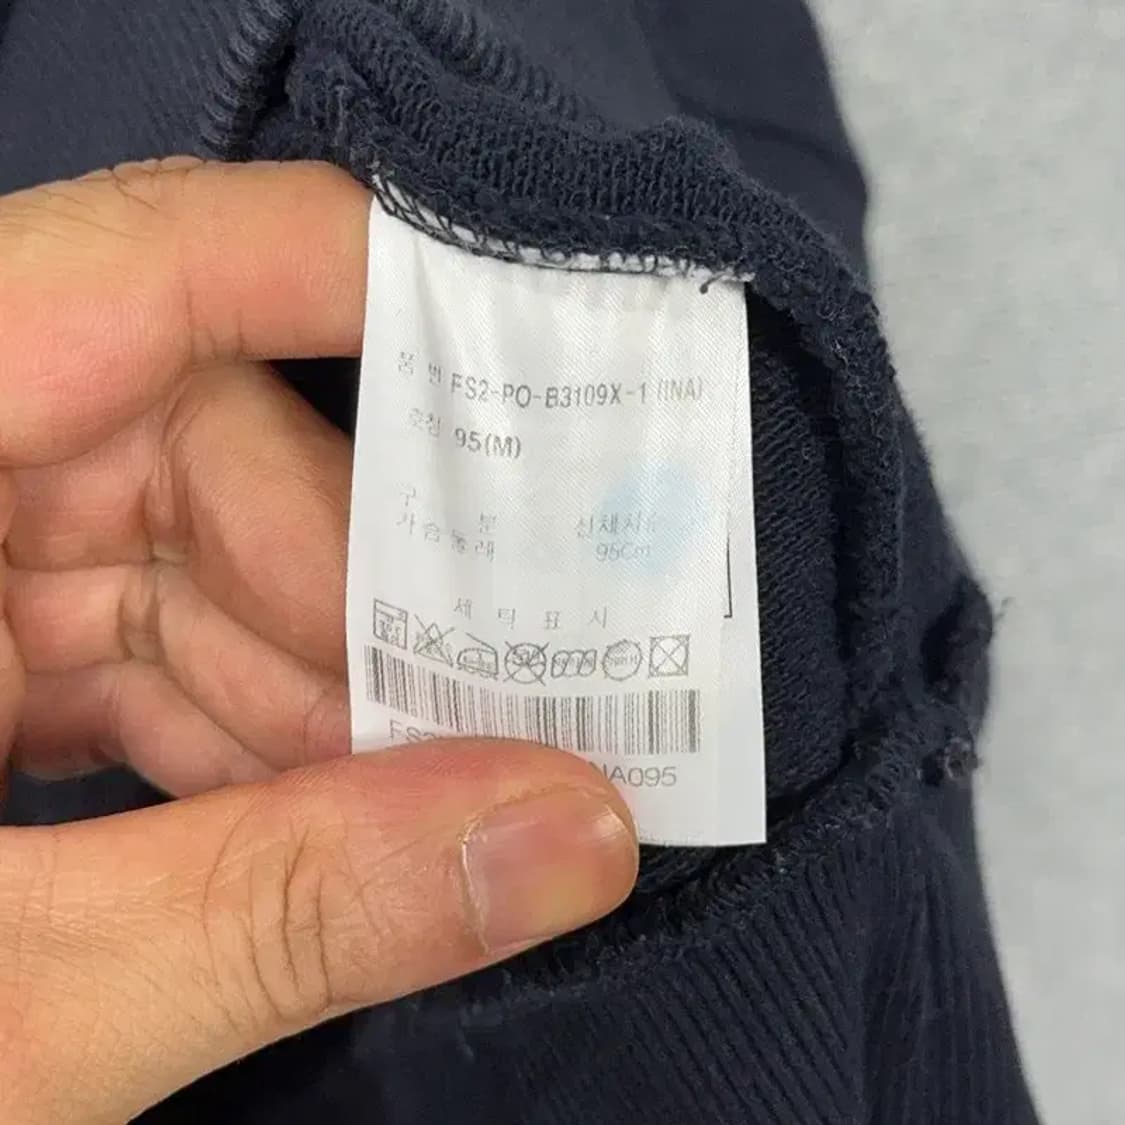 품 번 FS2-PO-B3109X-1 (INA)
호칭 95(M)
구 분 신체치수
가슴둘레 95Cm
세 탁 표 시
FS2 NA095